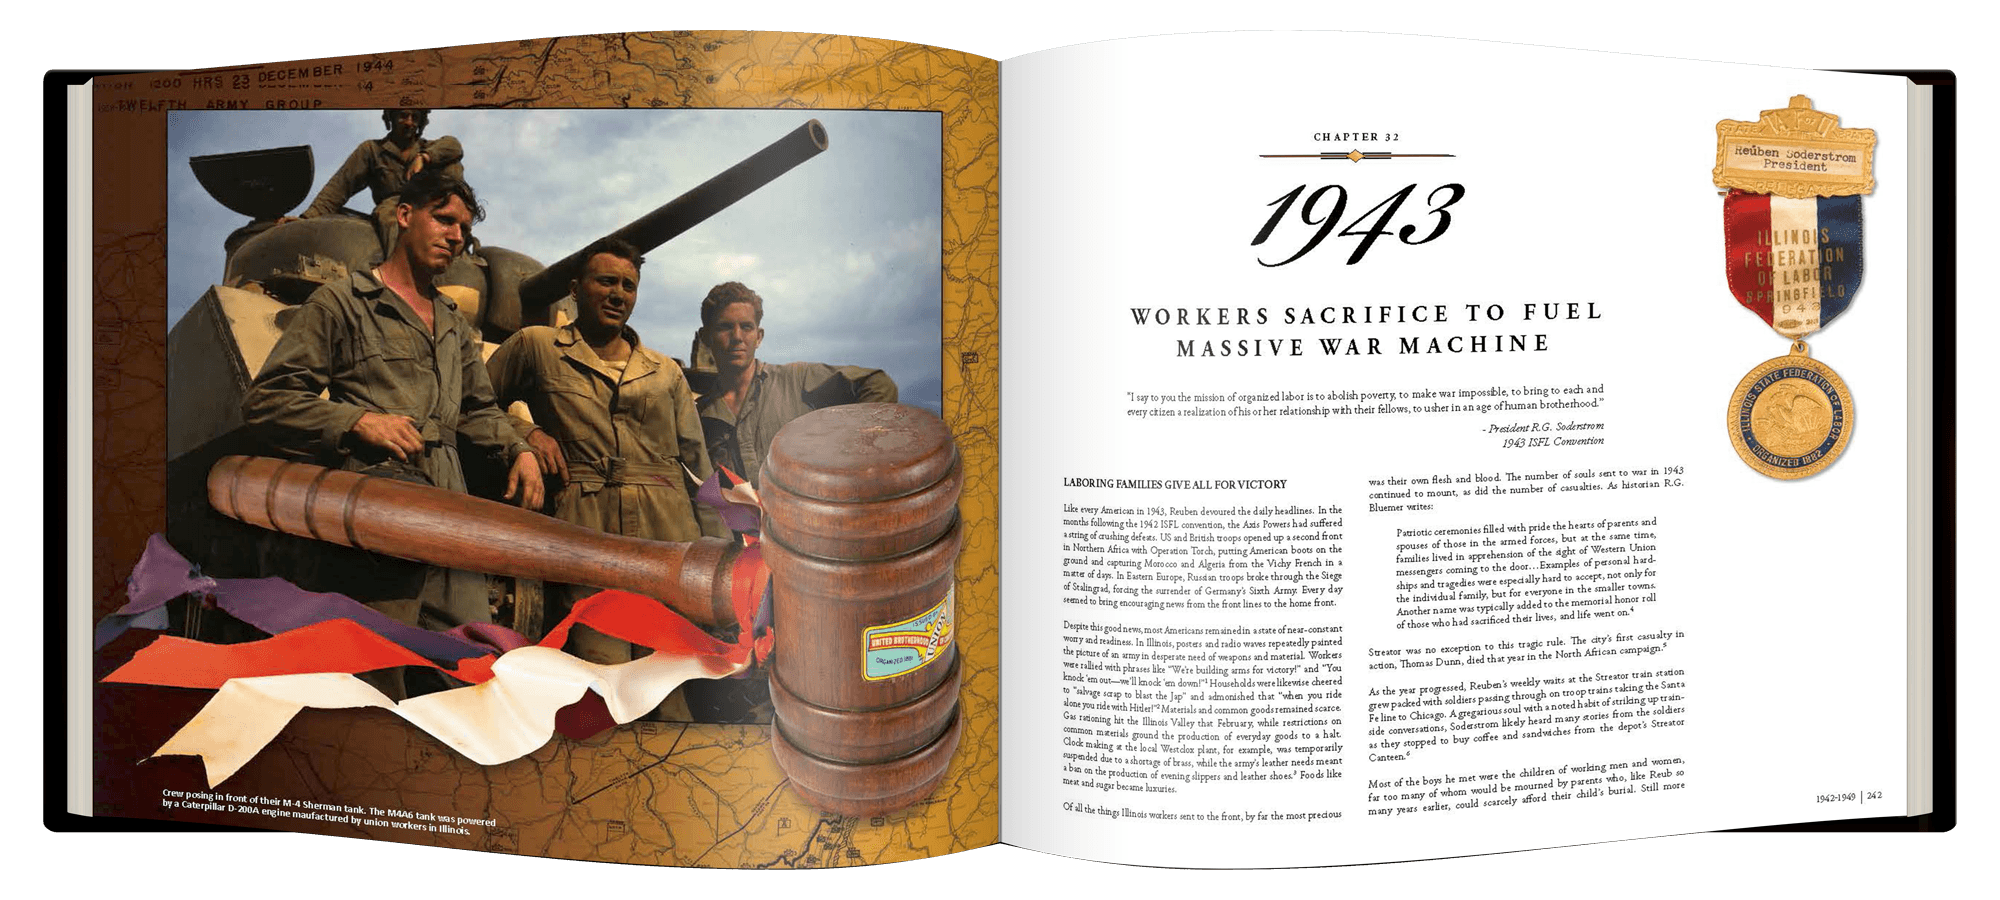 1200 HRS 23 DECEMBER 1944
TWELFTH ARMY GROUP
ISSUED BY
UNION
UNITED BROTHERHOOD
ORGANIZED 1881
Crew posing in front of their M-4 Sherman tank. The M4A6 tank was powered
by a Caterpillar D-200A engine maufactured by union workers in Illinois.
CHAPTER 32
1943
WORKERS SACRIFICE TO FUEL
MASSIVE WAR MACHINE
"I say to you the mission of organized labor is to abolish poverty, to make war impossible, to bring to each and
every citizen a realization of his or her relationship with their fellows, to usher in an age of human brotherhood."
- President R.G. Soderstrom
1943 ISFL Convention
LABORING FAMILIES GIVE ALL FOR VICTORY
Like every American in 1943, Reuben devoured the daily headlines. In the
months following the 1942 ISFL convention, the Axis Powers had suffered
a string of crushing defeats. US and British troops opened up a second front
in Northern Africa with Operation Torch, putting American boots on the
ground and capturing Morocco and Algeria from the Vichy French in a
matter of days. In Eastern Europe, Russian troops broke through the Siege
of Stalingrad, forcing the surrender of Germany's Sixth Army. Every day
seemed to bring encouraging news from the front lines to the home front.
Despite this good news, most Americans remained in a state of near-constant
worry and readiness. In Illinois, posters and radio waves repeatedly painted
the picture of an army in desperate need of weapons and material. Workers
were rallied with phrases like "We're building arms for victory!" and "You
knock 'em out—we'll knock 'em down!"1 Households were likewise cheered
to "salvage scrap to blast the Jap" and admonished that "when you ride
alone you ride with Hitler!"2 Materials and common goods remained scarce.
Gas rationing hit the Illinois Valley that February, while restrictions on
common materials ground the production of everyday goods to a halt.
Clock making at the local Westclox plant, for example, was temporarily
suspended due to a shortage of brass, while the army's leather needs meant
a ban on the production of evening slippers and leather shoes.3 Foods like
meat and sugar became luxuries.
Of all the things Illinois workers sent to the front, by far the most precious
was their own flesh and blood. The number of souls sent to war in 1943
continued to mount, as did the number of casualties. As historian R.G.
Bluemer writes:
Patriotic ceremonies filled with pride the hearts of parents and
spouses of those in the armed forces, but at the same time,
families lived in apprehension of the sight of Western Union
messengers coming to the door…Examples of personal hard-
ships and tragedies were especially hard to accept, not only for
the individual family, but for everyone in the smaller towns.
Another name was typically added to the memorial honor roll
of those who had sacrificed their lives, and life went on.4
Streator was no exception to this tragic rule. The city's first casualty in
action, Thomas Dunn, died that year in the North African campaign.5
As the year progressed, Reuben's weekly waits at the Streator train station
grew packed with soldiers passing through on troop trains taking the Santa
Fe line to Chicago. A gregarious soul with a noted habit of striking up train-
side conversations, Soderstrom likely heard many stories from the soldiers
as they stopped to buy coffee and sandwiches from the depot's Streator
Canteen.6
Most of the boys he met were the children of working men and women,
far too many of whom would be mourned by parents who, like Reub so
many years earlier, could scarcely afford their child's burial. Still more
1942-1949 | 242
Reuben Soderstrom
President
ILLINOIS
FEDERATION
OF LABOR
SPRINGFIELD
1943
ILLINOIS STATE FEDERATION OF LABOR
ORGANIZED 1882